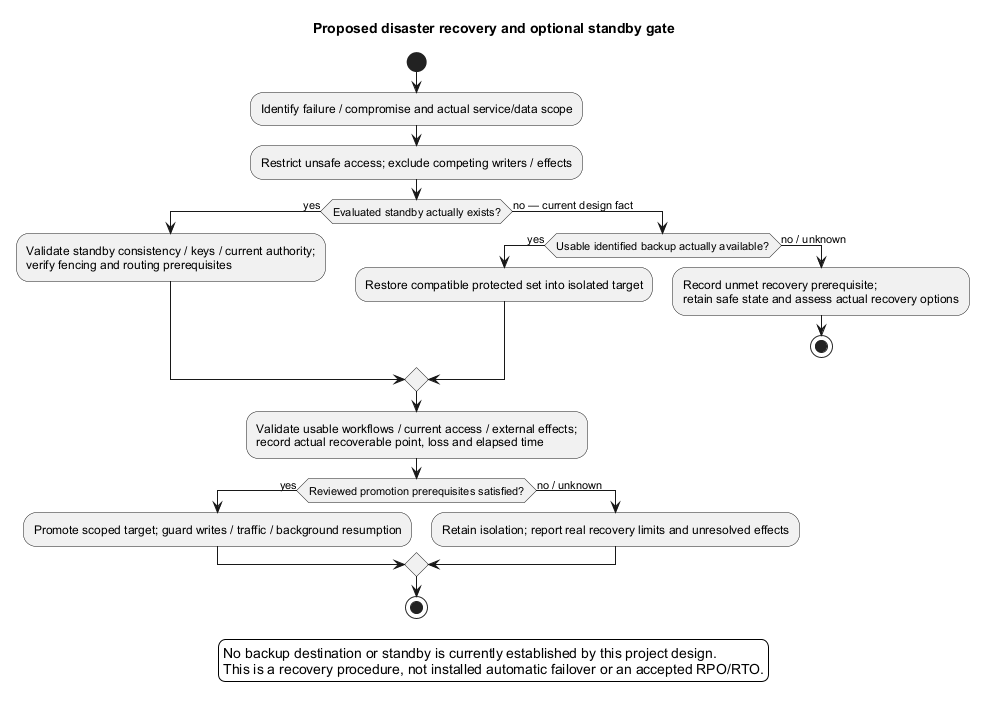 Proposed disaster recovery and optional standby gate
Identify failure / compromise and actual service/data scope
Restrict unsafe access; exclude competing writers / effects
yes
Evaluated standby actually exists?
no — current design fact
Validate standby consistency / keys / current authority;
verify fencing and routing prerequisites
yes
Usable identified backup actually available?
no / unknown
Restore compatible protected set into isolated target
Record unmet recovery prerequisite;
retain safe state and assess actual recovery options
Validate usable workflows / current access / external effects;
record actual recoverable point, loss and elapsed time
yes
Reviewed promotion prerequisites satisfied?
no / unknown
Promote scoped target; guard writes / traffic / background resumption
Retain isolation; report real recovery limits and unresolved effects
No backup destination or standby is currently established by this project design.
This is a recovery procedure, not installed automatic failover or an accepted RPO/RTO.